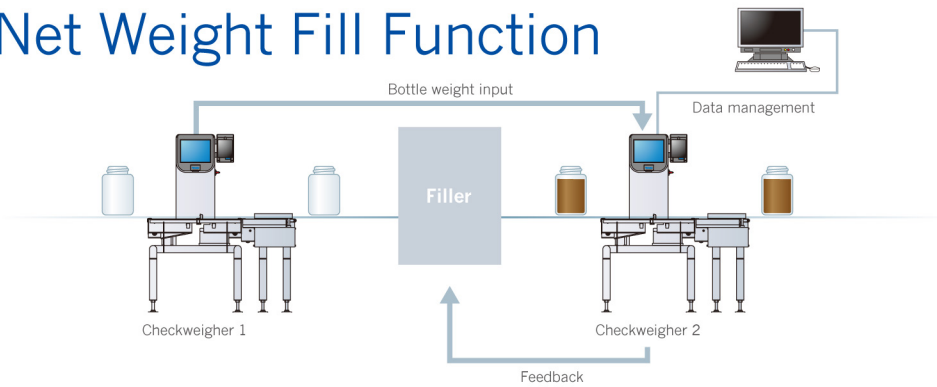 Net Weight Fill Function
Bottle weight input
Data management
Filler
Checkweigher 1
Checkweigher 2
Feedback